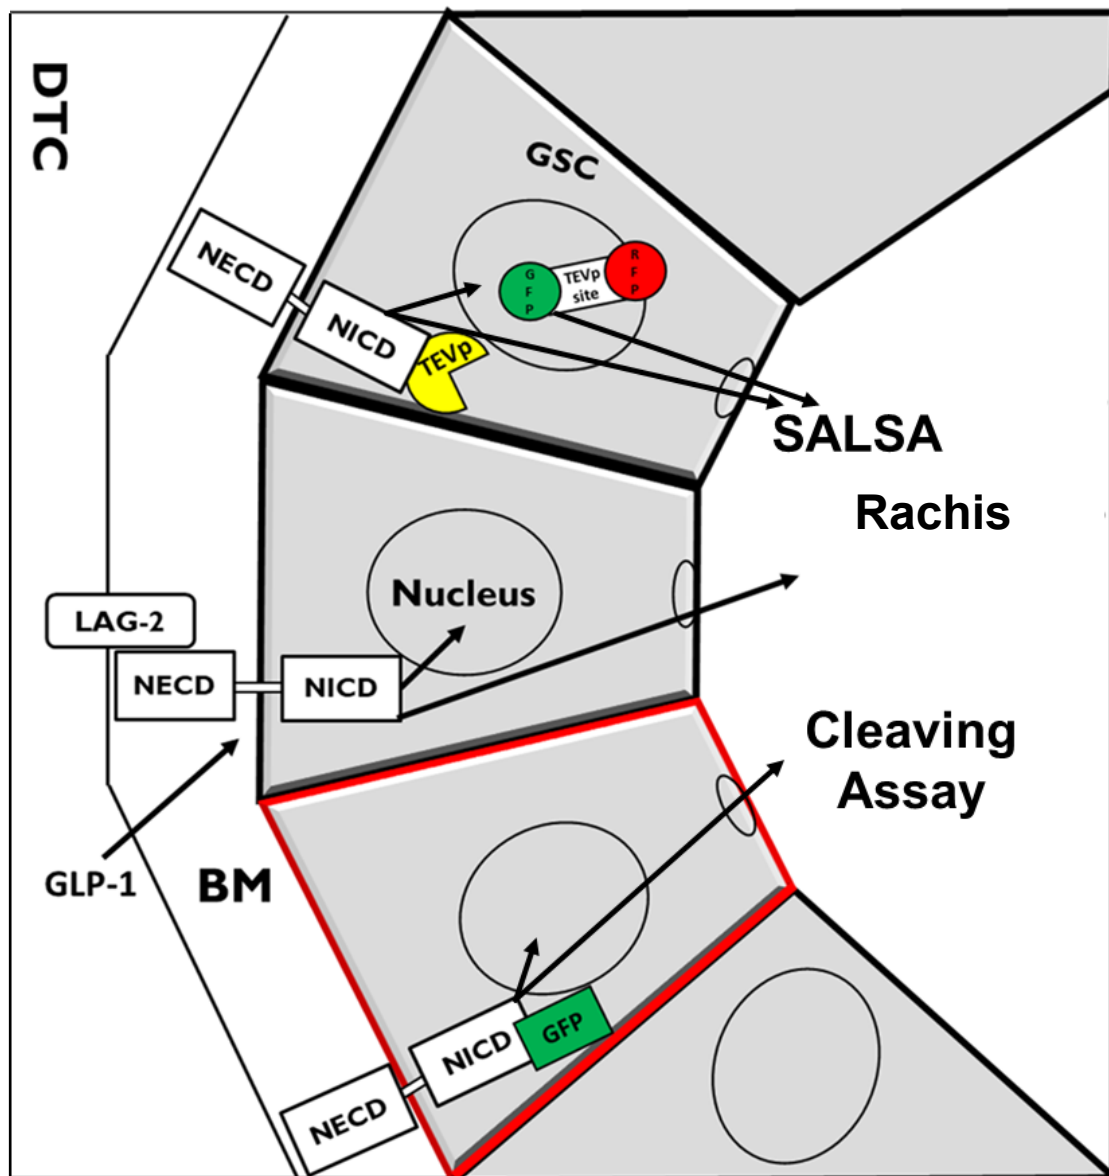 DTC
GSC
NECD
NICD
TEVp
G
F
P
TEVp
site
R
F
P
SALSA
Rachis
Nucleus
LAG-2
NECD
NICD
GLP-1
BM
Cleaving
Assay
NICD
GFP
NECD